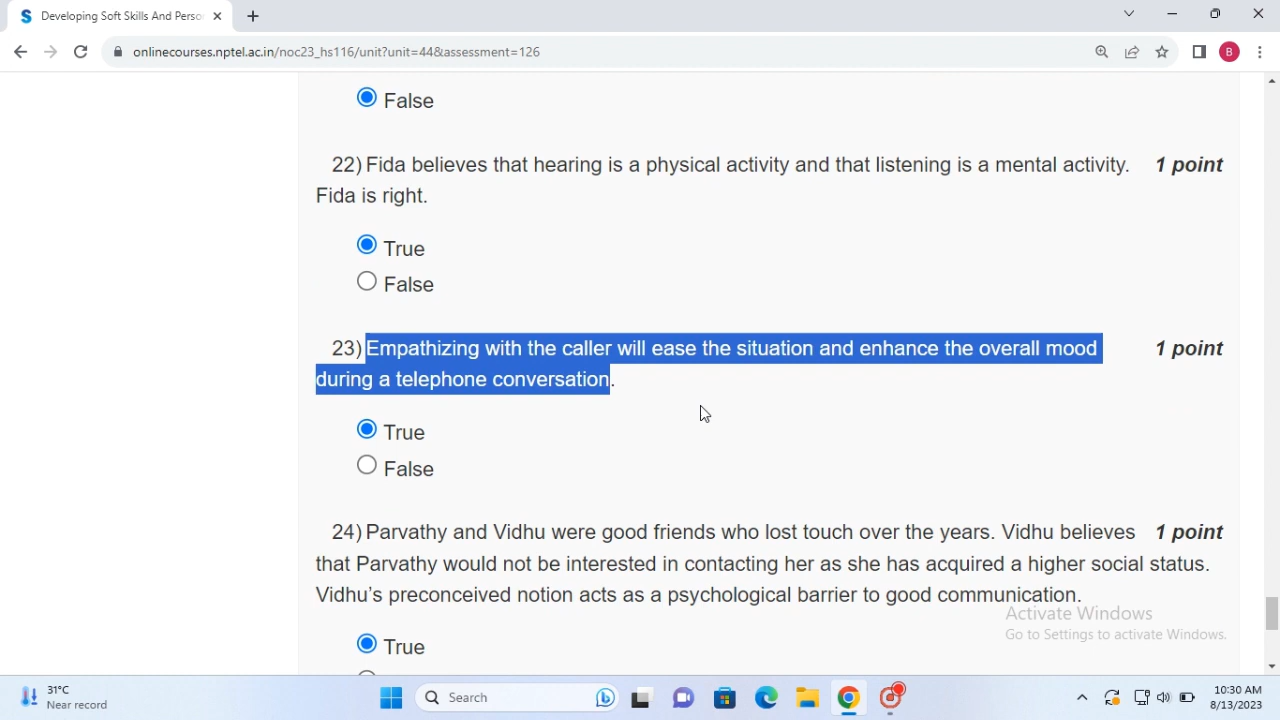 Developing Soft Skills And Perso
onlinecourses.nptel.ac.in/noc23_hs116/unit?unit=44&assessment=126
B
False
22) Fida believes that hearing is a physical activity and that listening is a mental activity. 1 point
Fida is right.
True
False
23) Empathizing with the caller will ease the situation and enhance the overall mood 1 point
during a telephone conversation.
True
False
24) Parvathy and Vidhu were good friends who lost touch over the years. Vidhu believes 1 point
that Parvathy would not be interested in contacting her as she has acquired a higher social status.
Vidhu's preconceived notion acts as a psychological barrier to good communication.
Activate Windows
Go to Settings to activate Windows.
True
31°C
Near record
Search
10:30 AM
8/13/2023